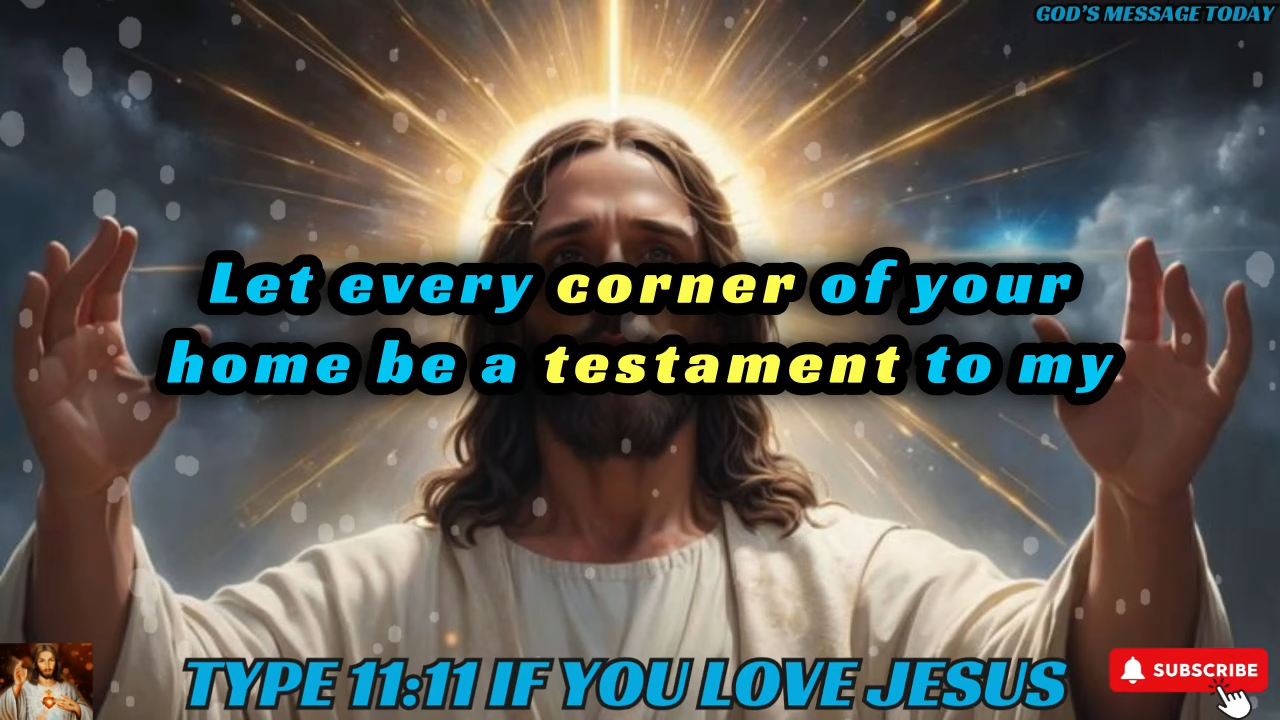 GOD'S MESSAGE TODAY
Let every corner of your
home be a testament to my
TYPE 11:11 IF YOU LOVE JESUS
SUBSCRIBE